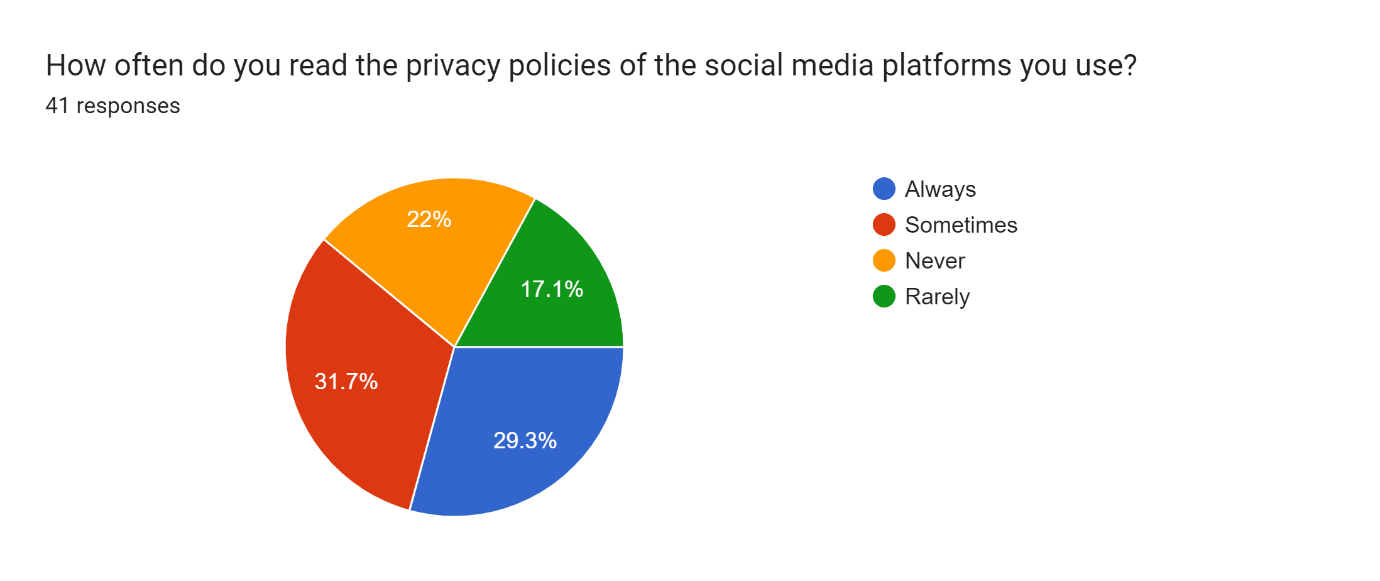 How often do you read the privacy policies of the social media platforms you use?
41 responses
22%
17.1%
31.7%
29.3%
Always
Sometimes
Never
Rarely